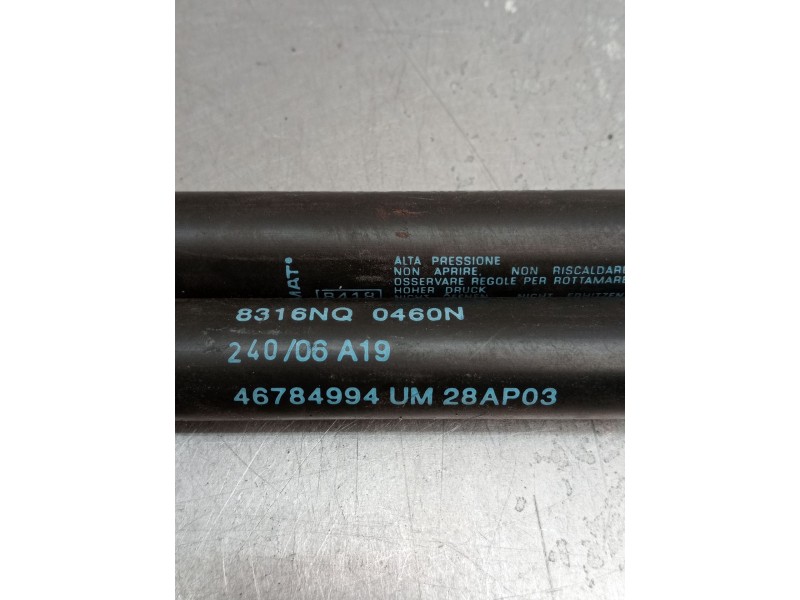 MAT
ALTA PRESSIONE
NON APRIRE, NON RISCALDARE
OSSERVARE REGOLE PER ROTTAMARE
HOHER DRUCK
8316NQ 0460N
240/06 A19
46784994 UM 28AP03